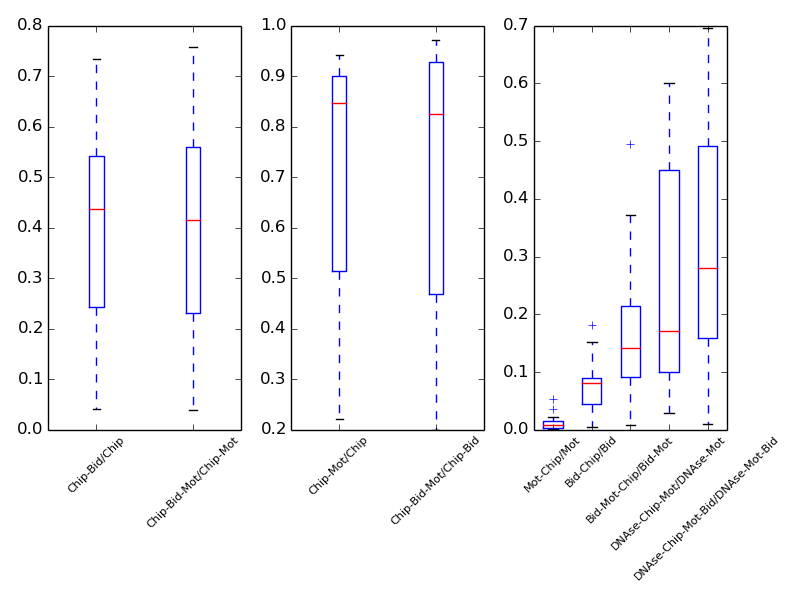 0.8
0.7
0.6
0.5
0.4
0.3
0.2
0.1
0.0
Chip-Bid/Chip
Chip-Bid-Mot/Chip-Mot
1.0
0.9
0.8
0.7
0.6
0.5
0.4
0.3
0.2
Chip-Mot/Chip
Chip-Bid-Mot/Chip-Bid
0.7
0.6
0.5
0.4
0.3
0.2
0.1
0.0
Mot-Chip/Mot
Bid-Chip/Bid
Bid-Mot-Chip/Bid-Mot
DNAse-Chip-Mot/DNAse-Mot
DNAse-Chip-Mot-Bid/DNAse-Mot-Bid